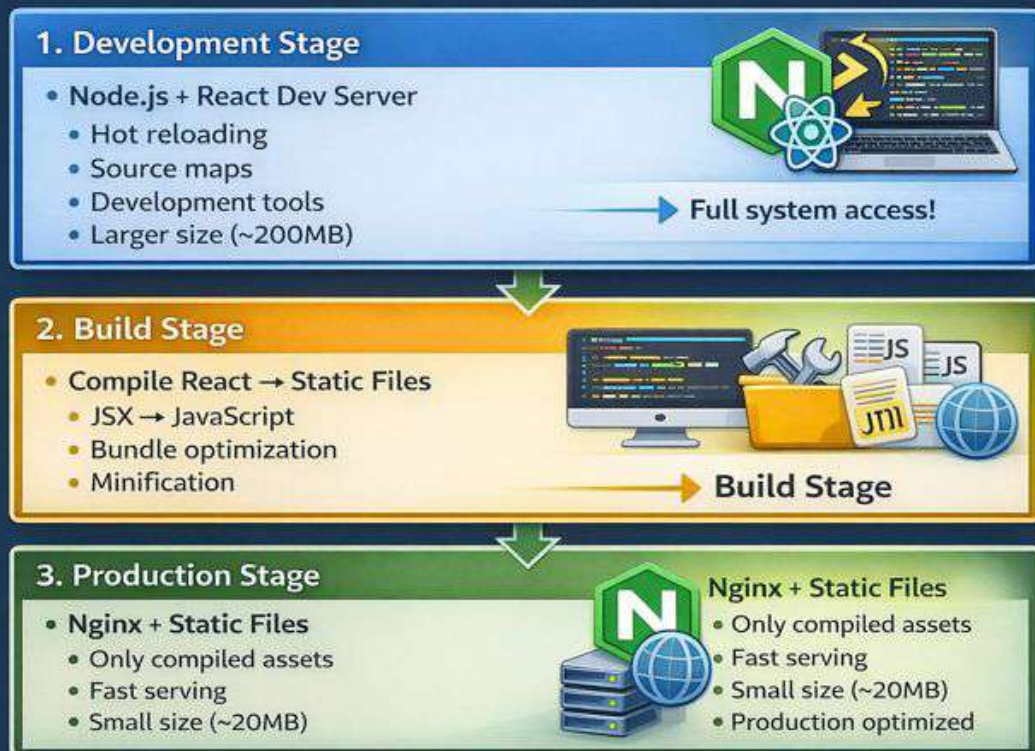 1. Development Stage
• Node.js + React Dev Server
• Hot reloading
• Source maps
• Development tools
• Larger size (~200MB)
N
Full system access!
2. Build Stage
• Compile React → Static Files
• JSX → JavaScript
• Bundle optimization
• Minification
JS
JS
Build Stage
3. Production Stage
• Nginx + Static Files
• Only compiled assets
• Fast serving
• Small size (~20MB)
N
Nginx + Static Files
• Only compiled assets
• Fast serving
• Small size (~20MB)
• Production optimized